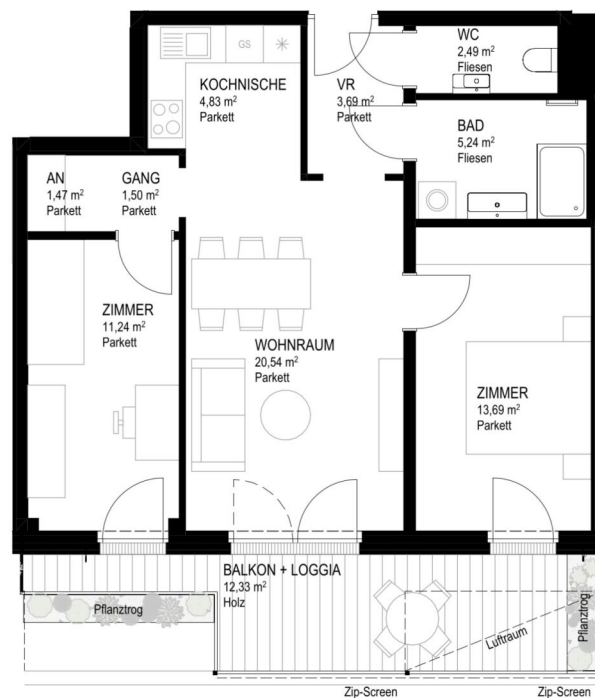 WC
2,49 m²
Fliesen
GS
KOCHNISCHE
4,83 m²
Parkett
VR
3,69 m²
Parkett
BAD
5,24 m²
Fliesen
AN
1,47 m²
Parkett
GANG
1,50 m²
Parkett
ZIMMER
11,24 m²
Parkett
WOHNRAUM
20,54 m²
Parkett
ZIMMER
13,69 m²
Parkett
BALKON + LOGGIA
12,33 m²
Holz
Pflanztrog
Luftraum
Pflanztrog
Zip-Screen
Zip-Screen